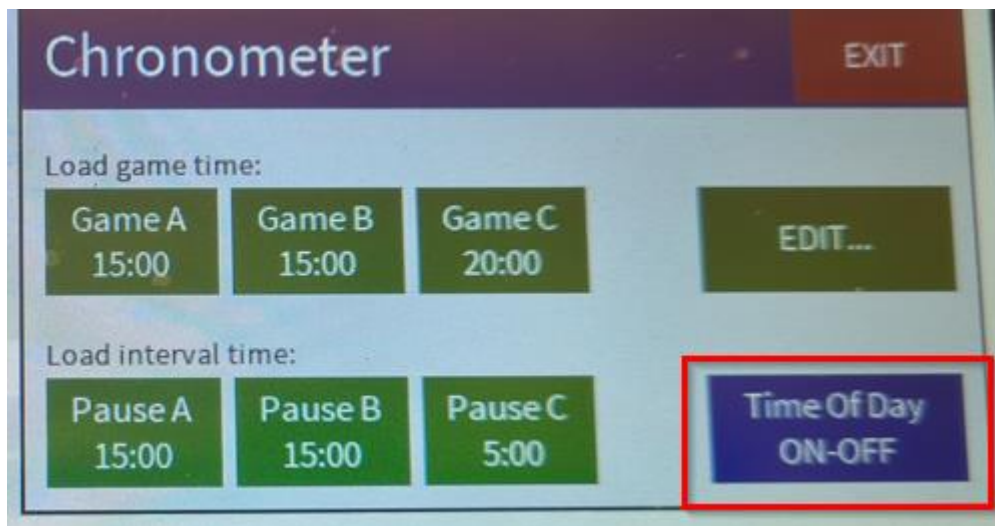 Chronometer
EXIT
Load game time:
Game A
15:00
Game B
15:00
Game C
20:00
EDIT...
Load interval time:
Pause A
15:00
Pause B
15:00
Pause C
5:00
Time Of Day
ON-OFF